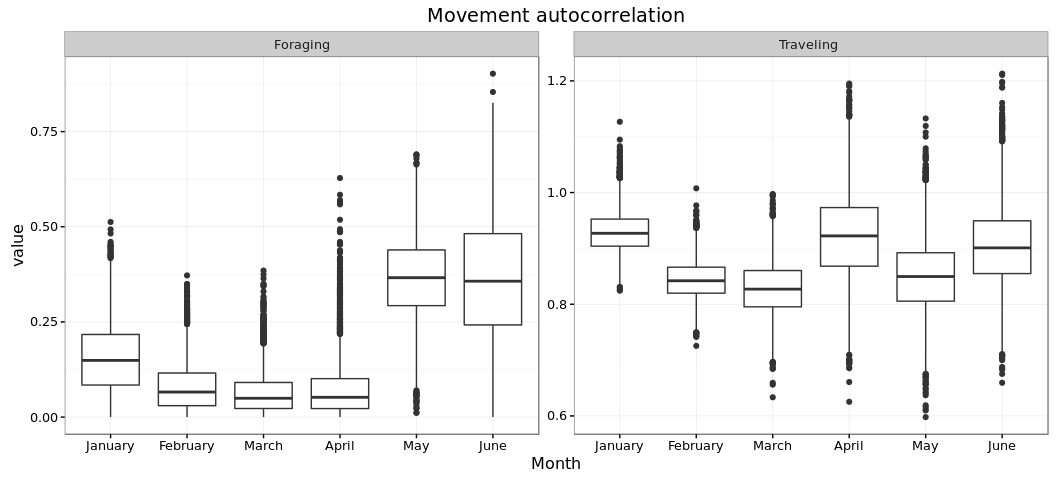 Movement autocorrelation
Foraging
Traveling
value
0.75
0.50
0.25
0.00
1.2
1.0
0.8
0.6
January February March April May June
January February March April May June
Month